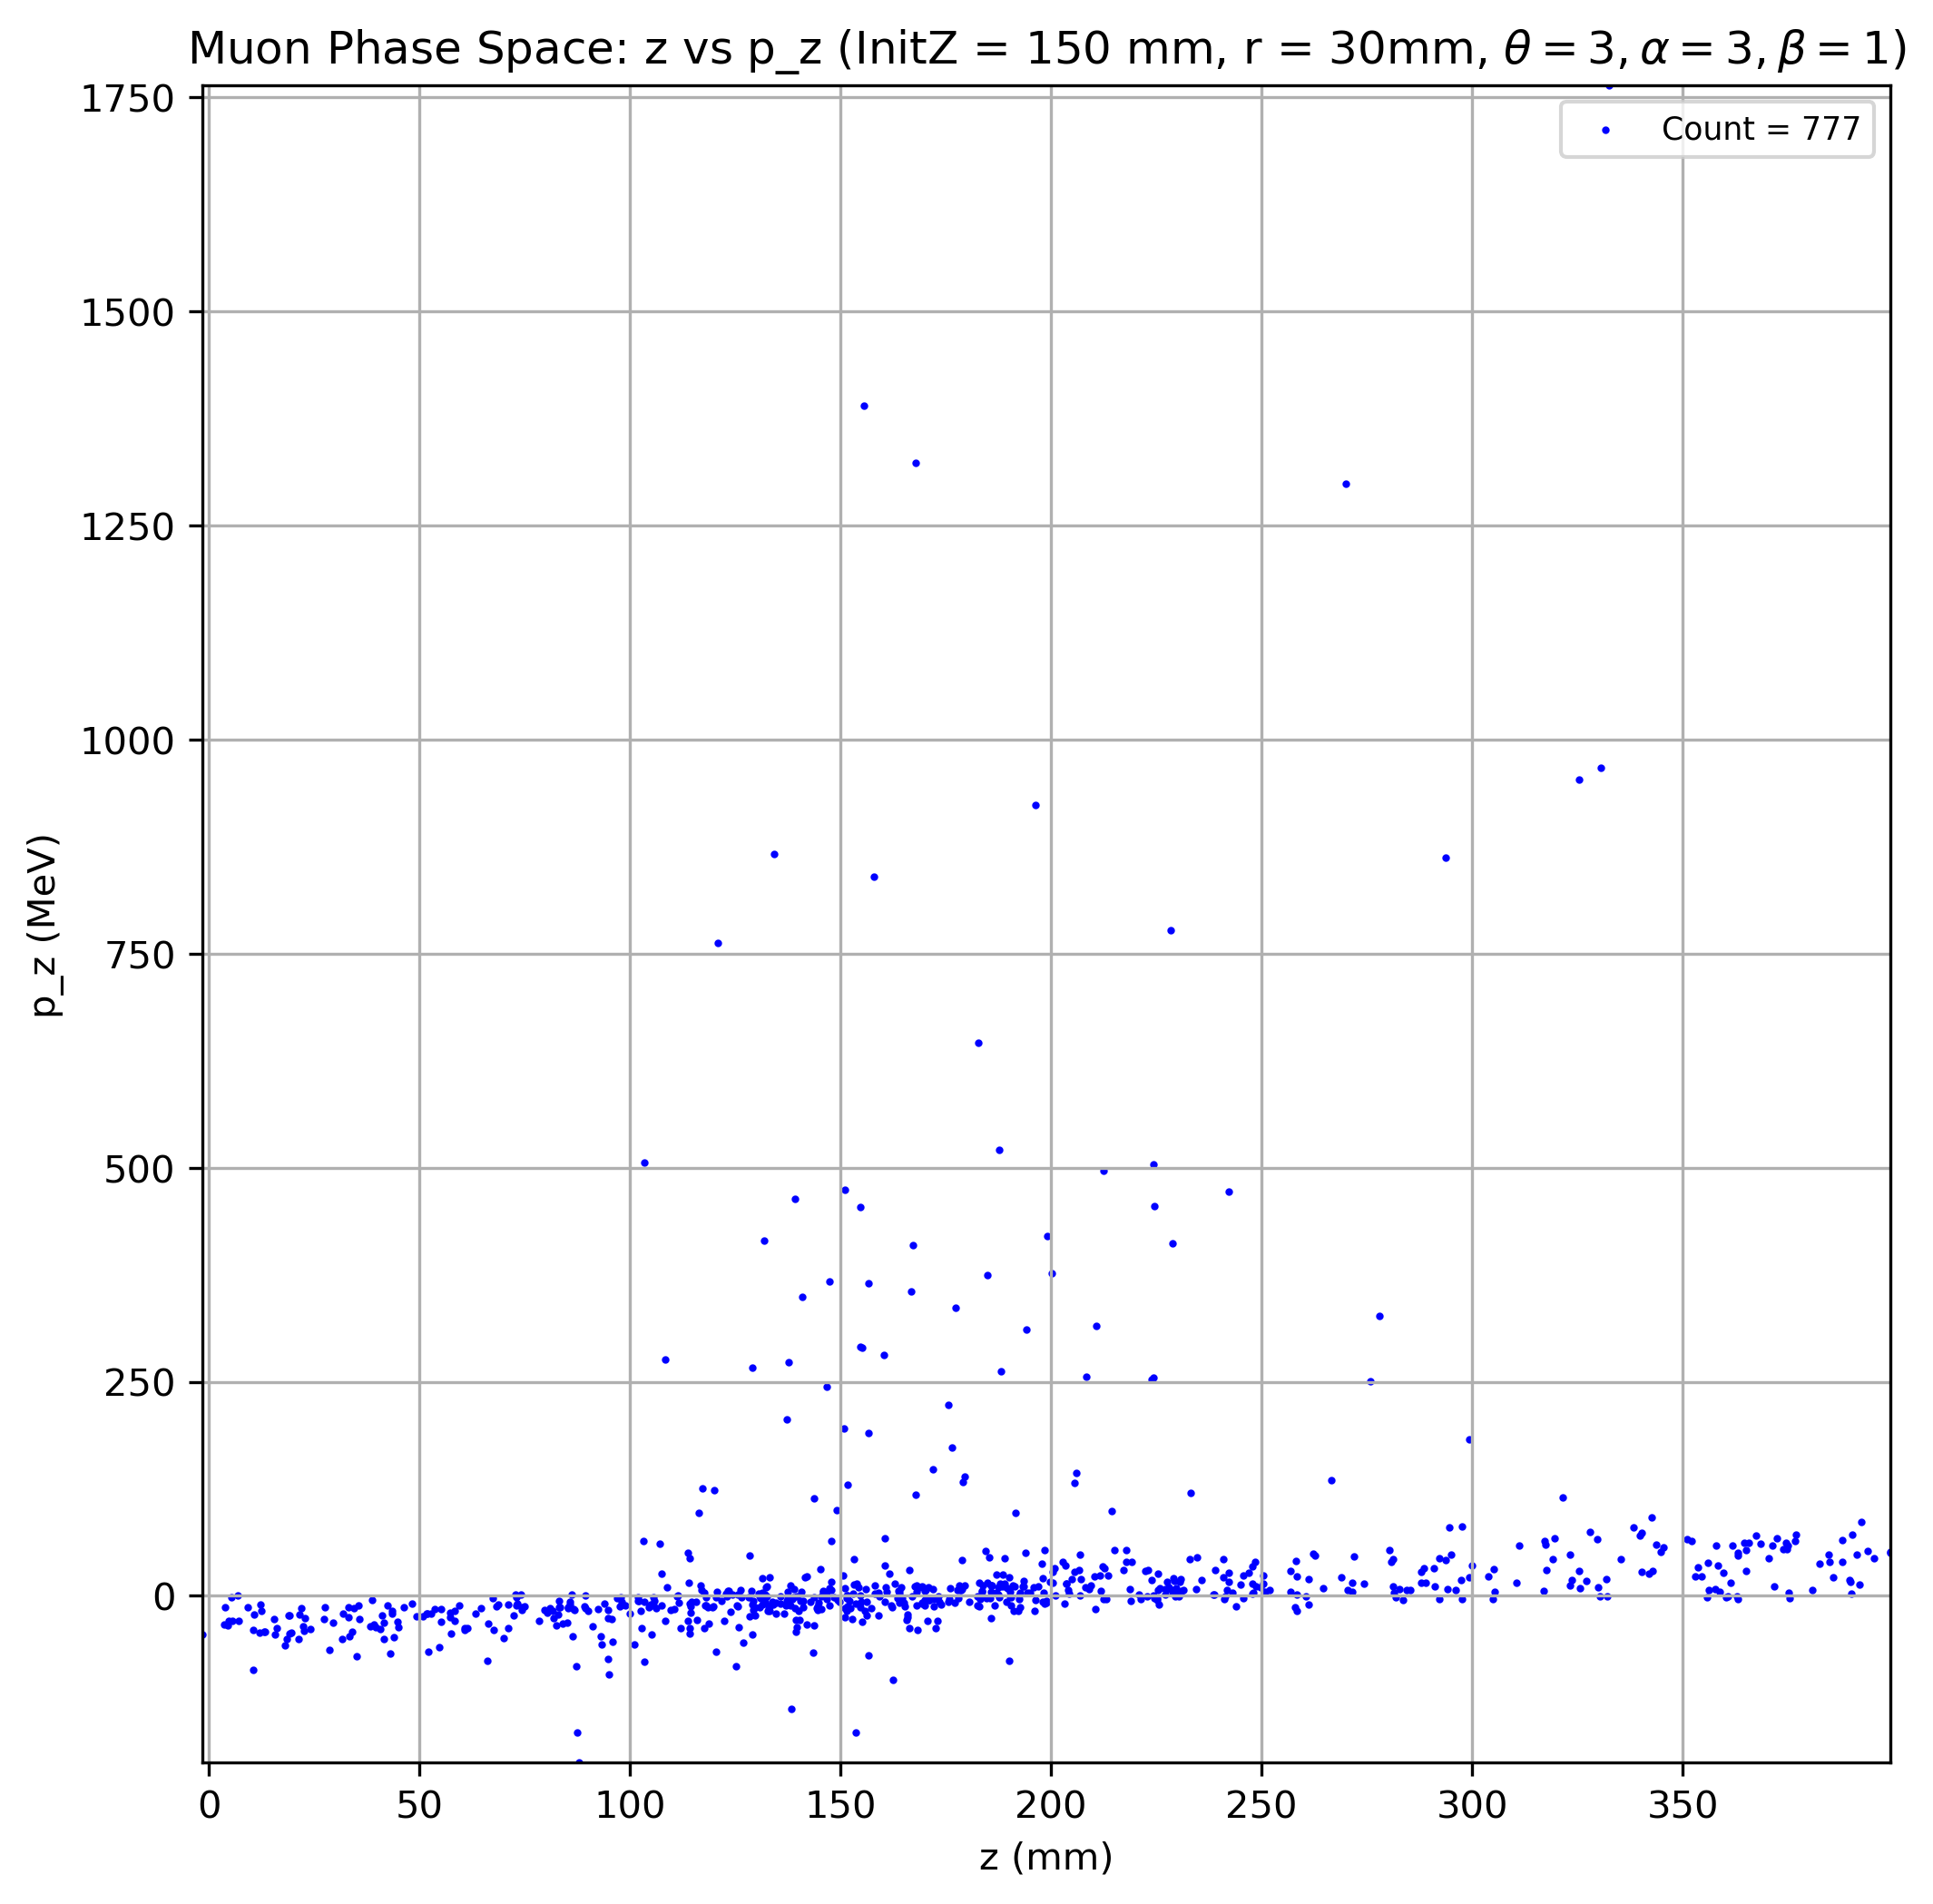 Muon Phase Space: z vs p_z (InitZ = 150 mm, r = 30mm, θ = 3, α = 3, β = 1)
1750
Count = 777
1500
1250
1000
750
500
250
0
p_z (MeV)
0 50 100 150 200 250 300 350
z (mm)